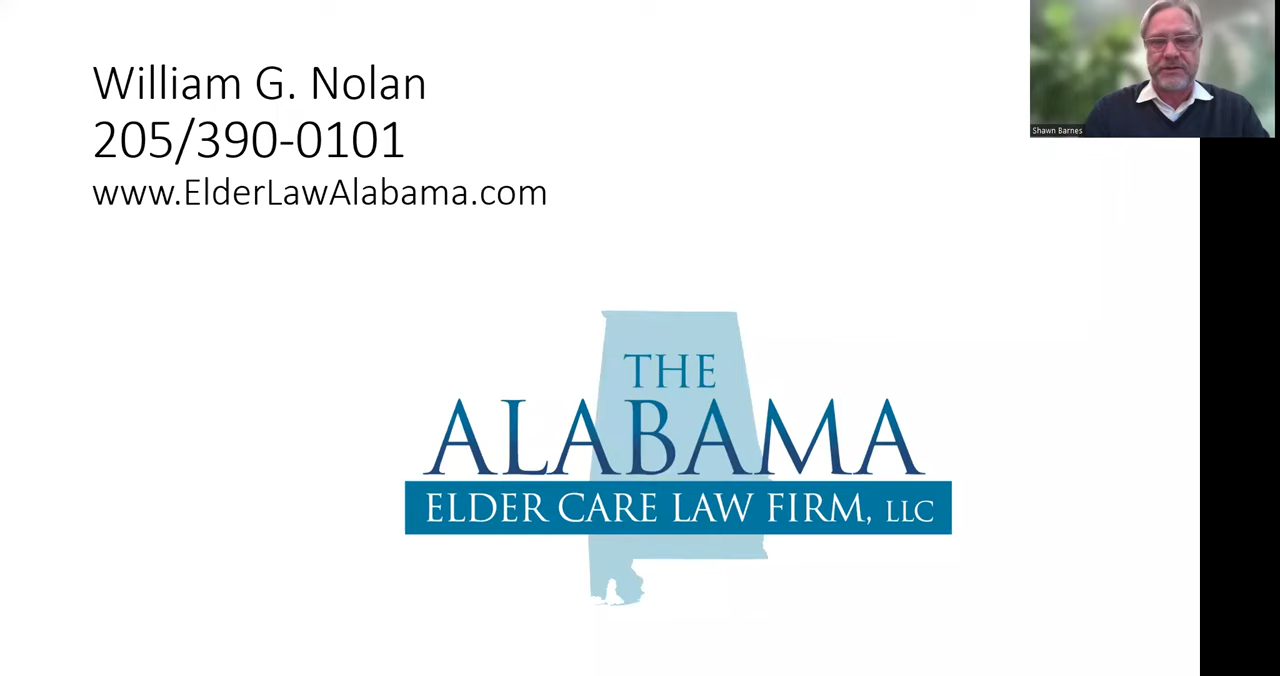 William G. Nolan
205/390-0101
www.ElderLawAlabama.com
Shawn Barnes
THE
ALABAMA
ELDER CARE LAW FIRM, LLC